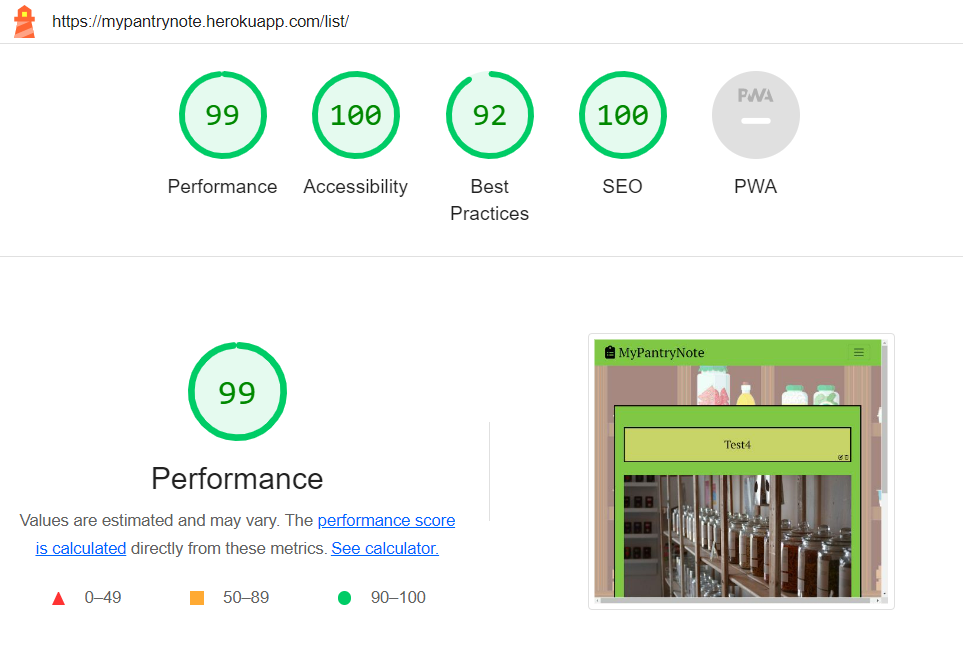 https://mypantrynote.herokuapp.com/list/
99
100
92
100
PWA
Performance
Accessibility
Best
Practices
SEO
PWA
99
Performance
Values are estimated and may vary. The performance score
is calculated directly from these metrics. See calculator.
0–49
50–89
90–100
MyPantryNote
Test4